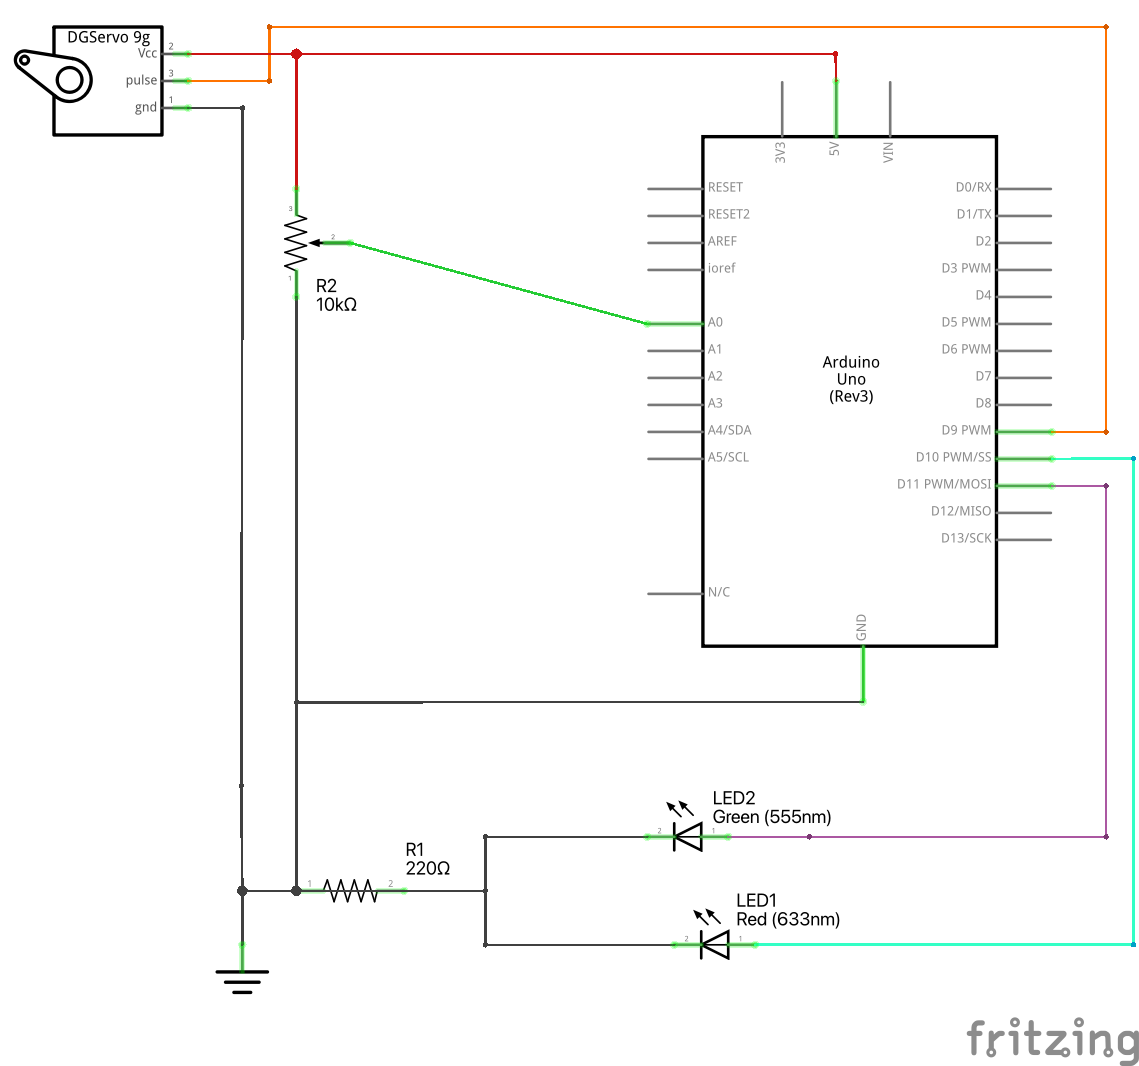 DGServo 9g
Vcc 2
pulse 3
gnd 1
3V3 5V VIN
RESET D0/RX
RESET2 D1/TX
AREF D2
ioref D3 PWM
D4
A0 D5 PWM
A1 D6 PWM
A2 D7
A3 D8
A4/SDA D9 PWM
A5/SCL D10 PWM/SS
D11 PWM/MOSI
D12/MISO
D13/SCK
N/C
GND
Arduino
Uno
(Rev3)
3
2
1
R2
10kΩ
LED2
Green (555nm)
2 1
R1
220Ω
1 2
LED1
Red (633nm)
2 1
fritzing